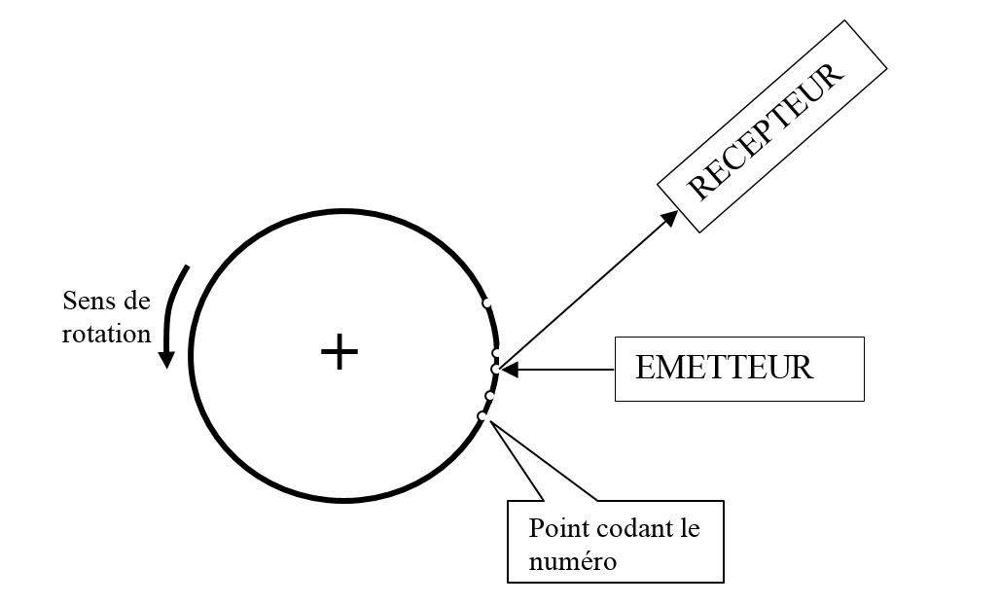 RECEPTEUR
Sens de
rotation
EMETTEUR
Point codant le
numéro